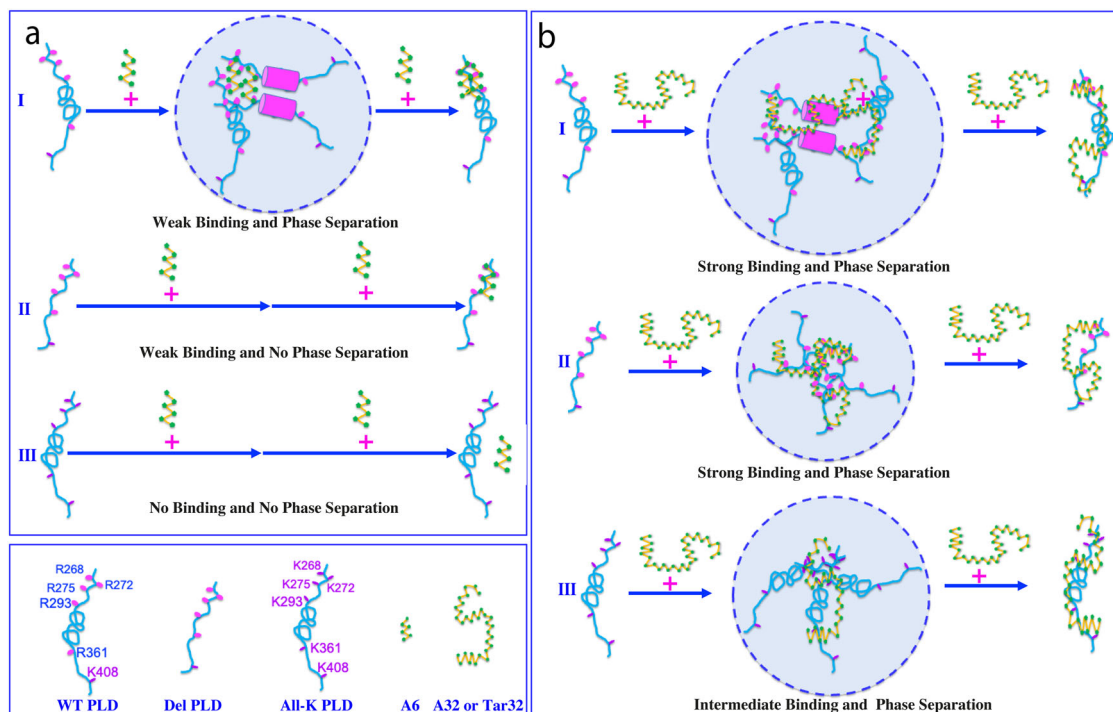 a
I
+
+
Weak Binding and Phase Separation
II
+
+
Weak Binding and No Phase Separation
III
+
+
No Binding and No Phase Separation
R268
R275
R272
R293
R361
K408
WT PLD
Del PLD
K268
K275
K272
K293
K361
K408
All-K PLD
A6
A32 or Tar32
b
I
+
+
+
Strong Binding and Phase Separation
II
+
+
Strong Binding and Phase Separation
III
+
+
Intermediate Binding and Phase Separation